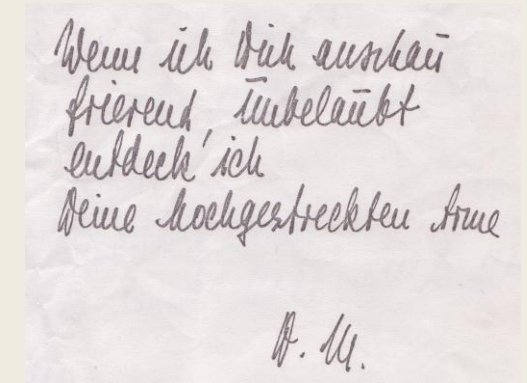 Wenn ich Dich anschau
frierend, Unbelaubt
entdeck' ich
Deine hochgestreckten Arme
D. M.